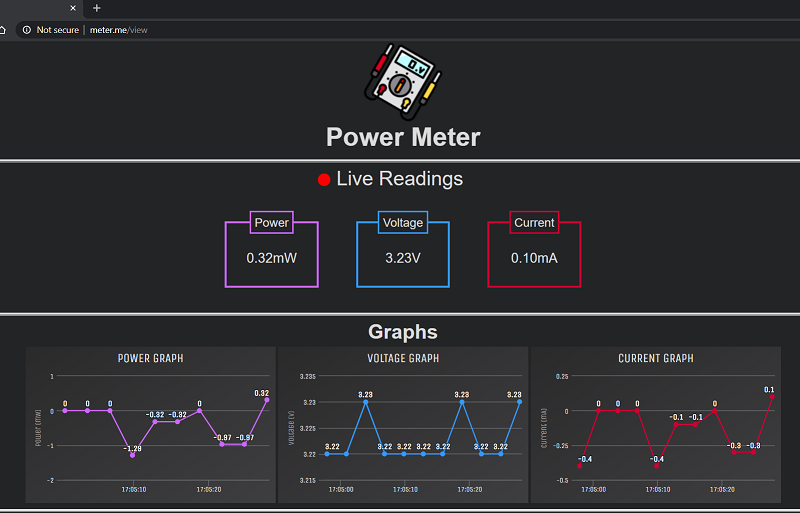 Not secure | meter.me/view
0.v
Power Meter
Live Readings
Power Voltage Current
0.32mW 3.23V 0.10mA
Graphs
POWER GRAPH
POWER (MW)
1
0
-1
-2
0 0 0 -1.28 -0.32 -0.32 0 -0.97 -0.97 0.32
17:05:10 17:05:20
VOLTAGE GRAPH
VOLTAGE (V)
3.235
3.23
3.225
3.22
3.215
3.22 3.22 3.23 3.22 3.22 3.22 3.22 3.23 3.22 3.22 3.23
17:05:00 17:05:10 17:05:20
CURRENT GRAPH
CURRENT (MA)
0.25
0
-0.25
-0.5
-0.4 0 0 0 -0.4 -0.1 -0.1 0 -0.3 -0.3 0.1
17:05:00 17:05:10 17:05:20